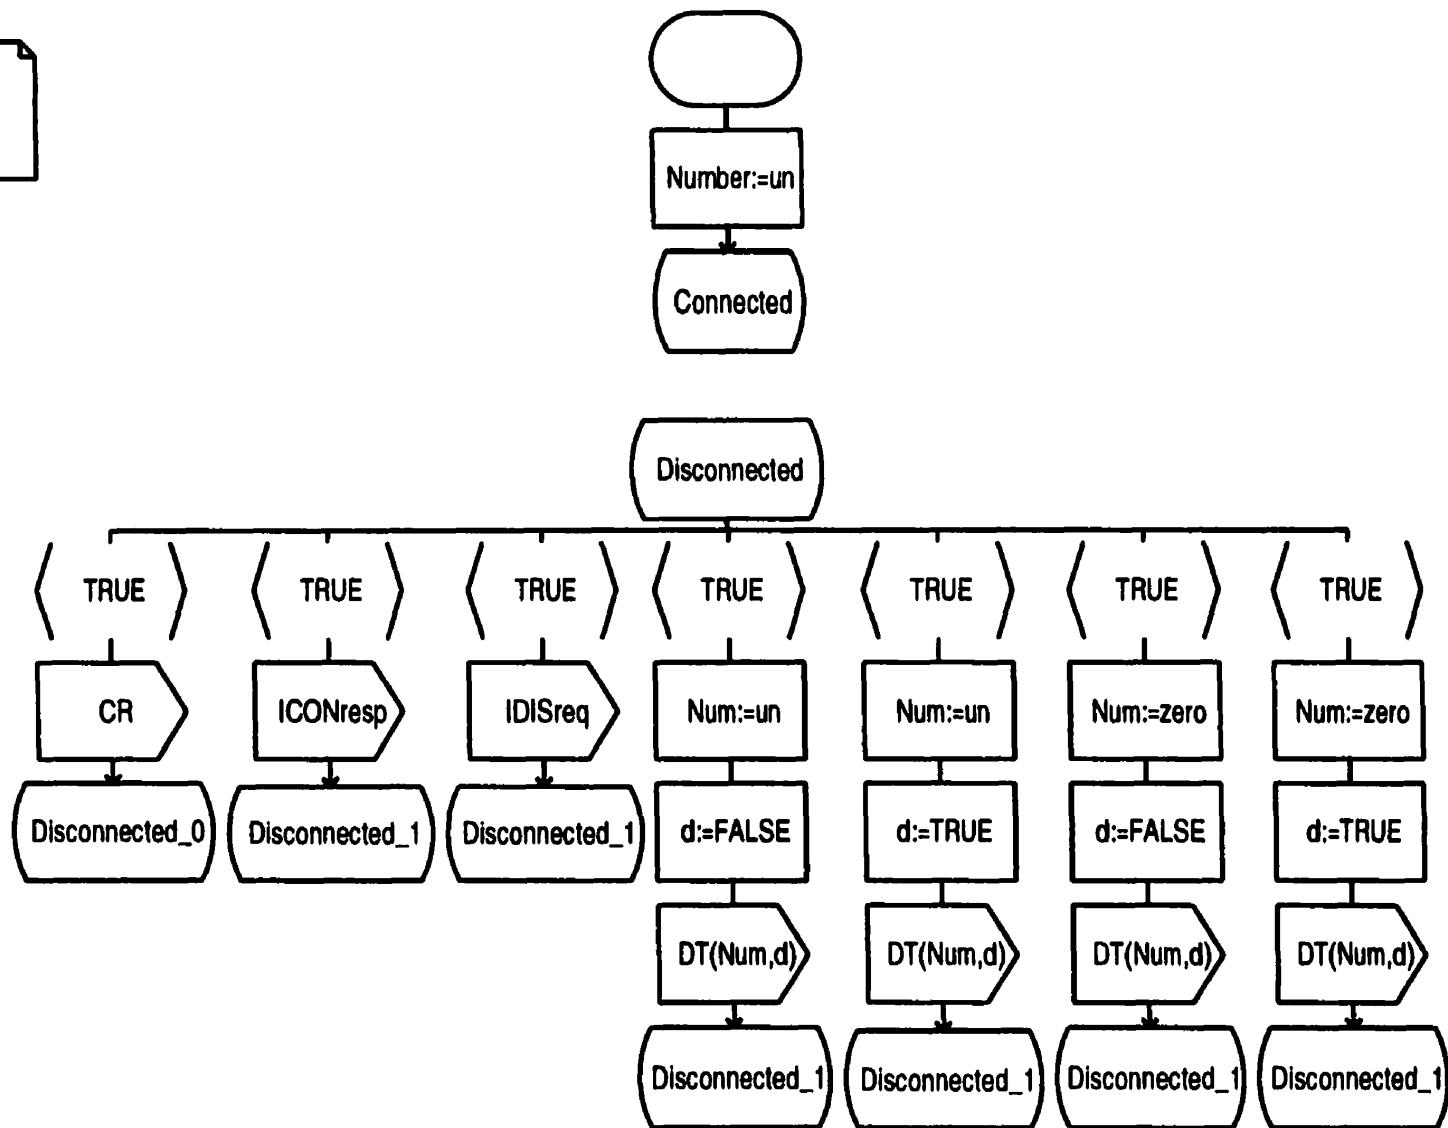 Number:=un
Connected
Disconnected
TRUE TRUE TRUE TRUE TRUE TRUE TRUE
CR ICONresp IDISreq Num:=un Num:=un Num:=zero Num:=zero
Disconnected_0 Disconnected_1 Disconnected_1 d:=FALSE d:=TRUE d:=FALSE d:=TRUE
DT(Num,d) DT(Num,d) DT(Num,d) DT(Num,d)
Disconnected_1 Disconnected_1 Disconnected_1 Disconnected_1